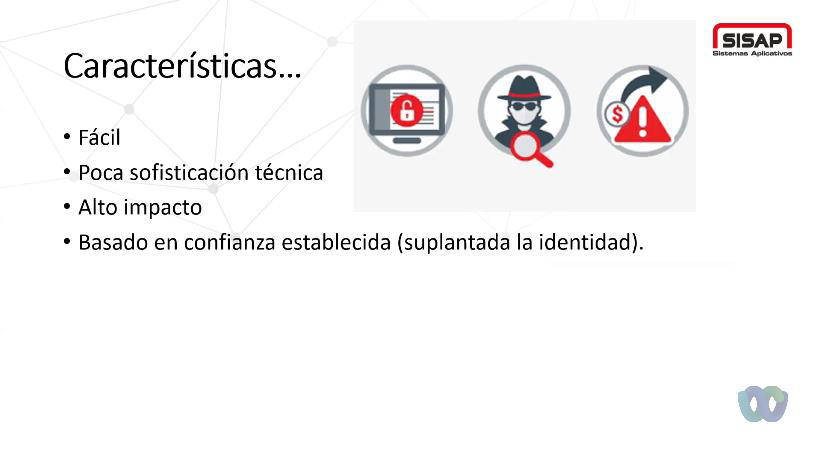 Características...
• Fácil
• Poca sofisticación técnica
• Alto impacto
• Basado en confianza establecida (suplantada la identidad).
$
SISAP
Sistemas Aplicativos